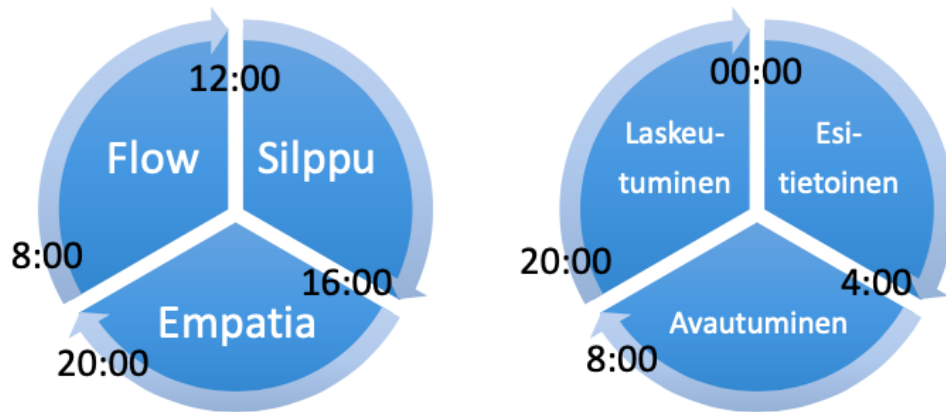 12:00
Flow
Silppu
8:00
16:00
Empatia
20:00
00:00
Laskeu-
tuminen
Esi-
tietoinen
20:00
4:00
Avautuminen
8:00